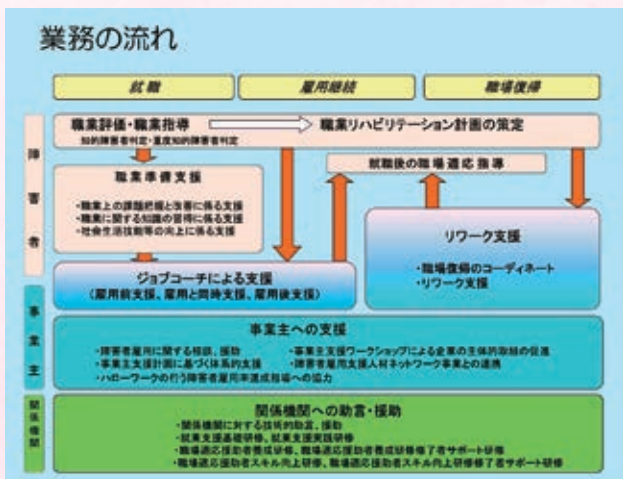 業務の流れ
就職
雇用継続
職場復帰
障害者
職業評価・職業指導
知的障害者判定・重度知的障害者判定
職業リハビリテーション計画の策定
就職後の職場適応指導
職業準備支援
・職業上の課題把握と改善に係る支援
・職業に関する知識の習得に係る支援
・社会生活技能等の向上に係る支援
リワーク支援
・職場復帰のコーディネート
・リワーク支援
ジョブコーチによる支援
(雇用前支援、雇用と同時支援、雇用後支援)
事業主
事業主への支援
・障害者雇用に関する相談、援助
・事業主支援ワークショップによる企業の主体的取組の促進
・事業主支援計画に基づく体系的支援
・障害者雇用支援人材ネットワーク事業との連携
・ハローワークの行う障害者雇用率達成指導への協力
関係機関
関係機関への助言・援助
・関係機関に対する技術的助言、援助
・就業支援基礎研修、就業支援実践研修
・職場適応援助者養成研修、職場適応援助者養成研修修了者サポート研修
・職場適応援助者スキル向上研修、職場適応援助者スキル向上研修修了者サポート研修